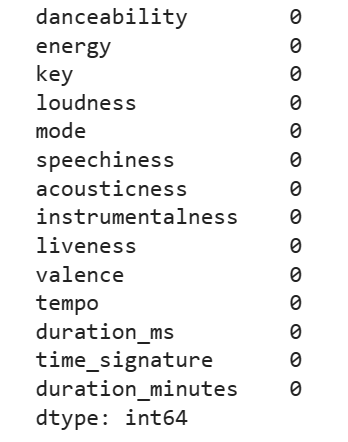 danceability 0
energy 0
key 0
loudness 0
mode 0
speechiness 0
acousticness 0
instrumentalness 0
liveness 0
valence 0
tempo 0
duration_ms 0
time_signature 0
duration_minutes 0
dtype: int64